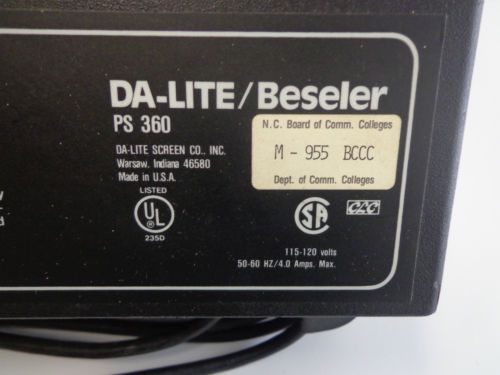 DA-LITE/Beseler
PS 360
DA-LITE SCREEN CO., INC.
Warsaw, Indiana 46580
Made in U.S.A.
N.C. Board of Comm. Colleges
M - 955 BCCC
Dept. of Comm. Colleges
LISTED
UL
235D
SA
115-120 volts
50-60 HZ/4.0 Amps. Max.